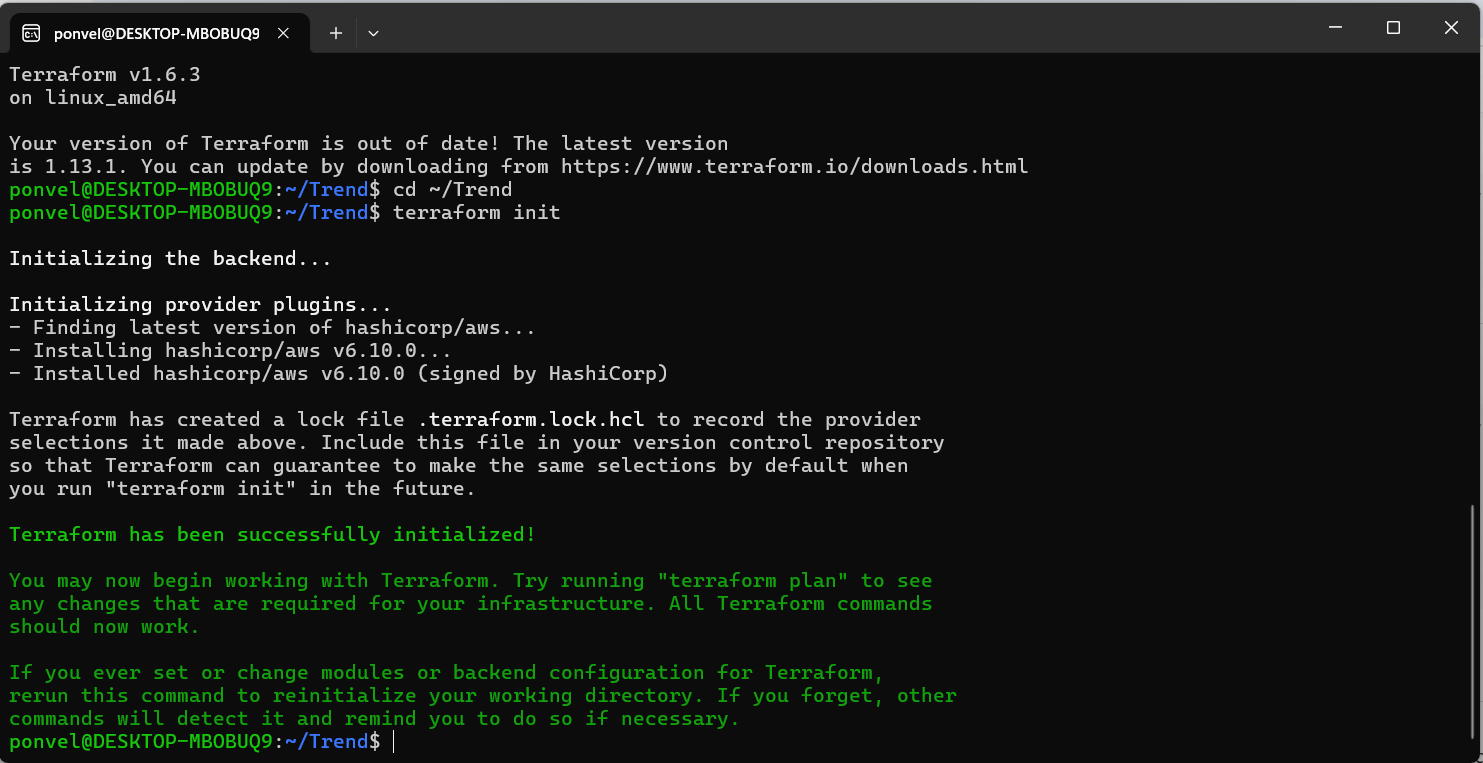 ponvel@DESKTOP-MBOBUQ9
Terraform v1.6.3
on linux_amd64
Your version of Terraform is out of date! The latest version
is 1.13.1. You can update by downloading from https://www.terraform.io/downloads.html
ponvel@DESKTOP-MBOBUQ9:~/Trend$ cd ~/Trend
ponvel@DESKTOP-MBOBUQ9:~/Trend$ terraform init
Initializing the backend...
Initializing provider plugins...
- Finding latest version of hashicorp/aws...
- Installing hashicorp/aws v6.10.0...
- Installed hashicorp/aws v6.10.0 (signed by HashiCorp)
Terraform has created a lock file .terraform.lock.hcl to record the provider
selections it made above. Include this file in your version control repository
so that Terraform can guarantee to make the same selections by default when
you run "terraform init" in the future.
Terraform has been successfully initialized!
You may now begin working with Terraform. Try running "terraform plan" to see
any changes that are required for your infrastructure. All Terraform commands
should now work.
If you ever set or change modules or backend configuration for Terraform,
rerun this command to reinitialize your working directory. If you forget, other
commands will detect it and remind you to do so if necessary.
ponvel@DESKTOP-MBOBUQ9:~/Trend$